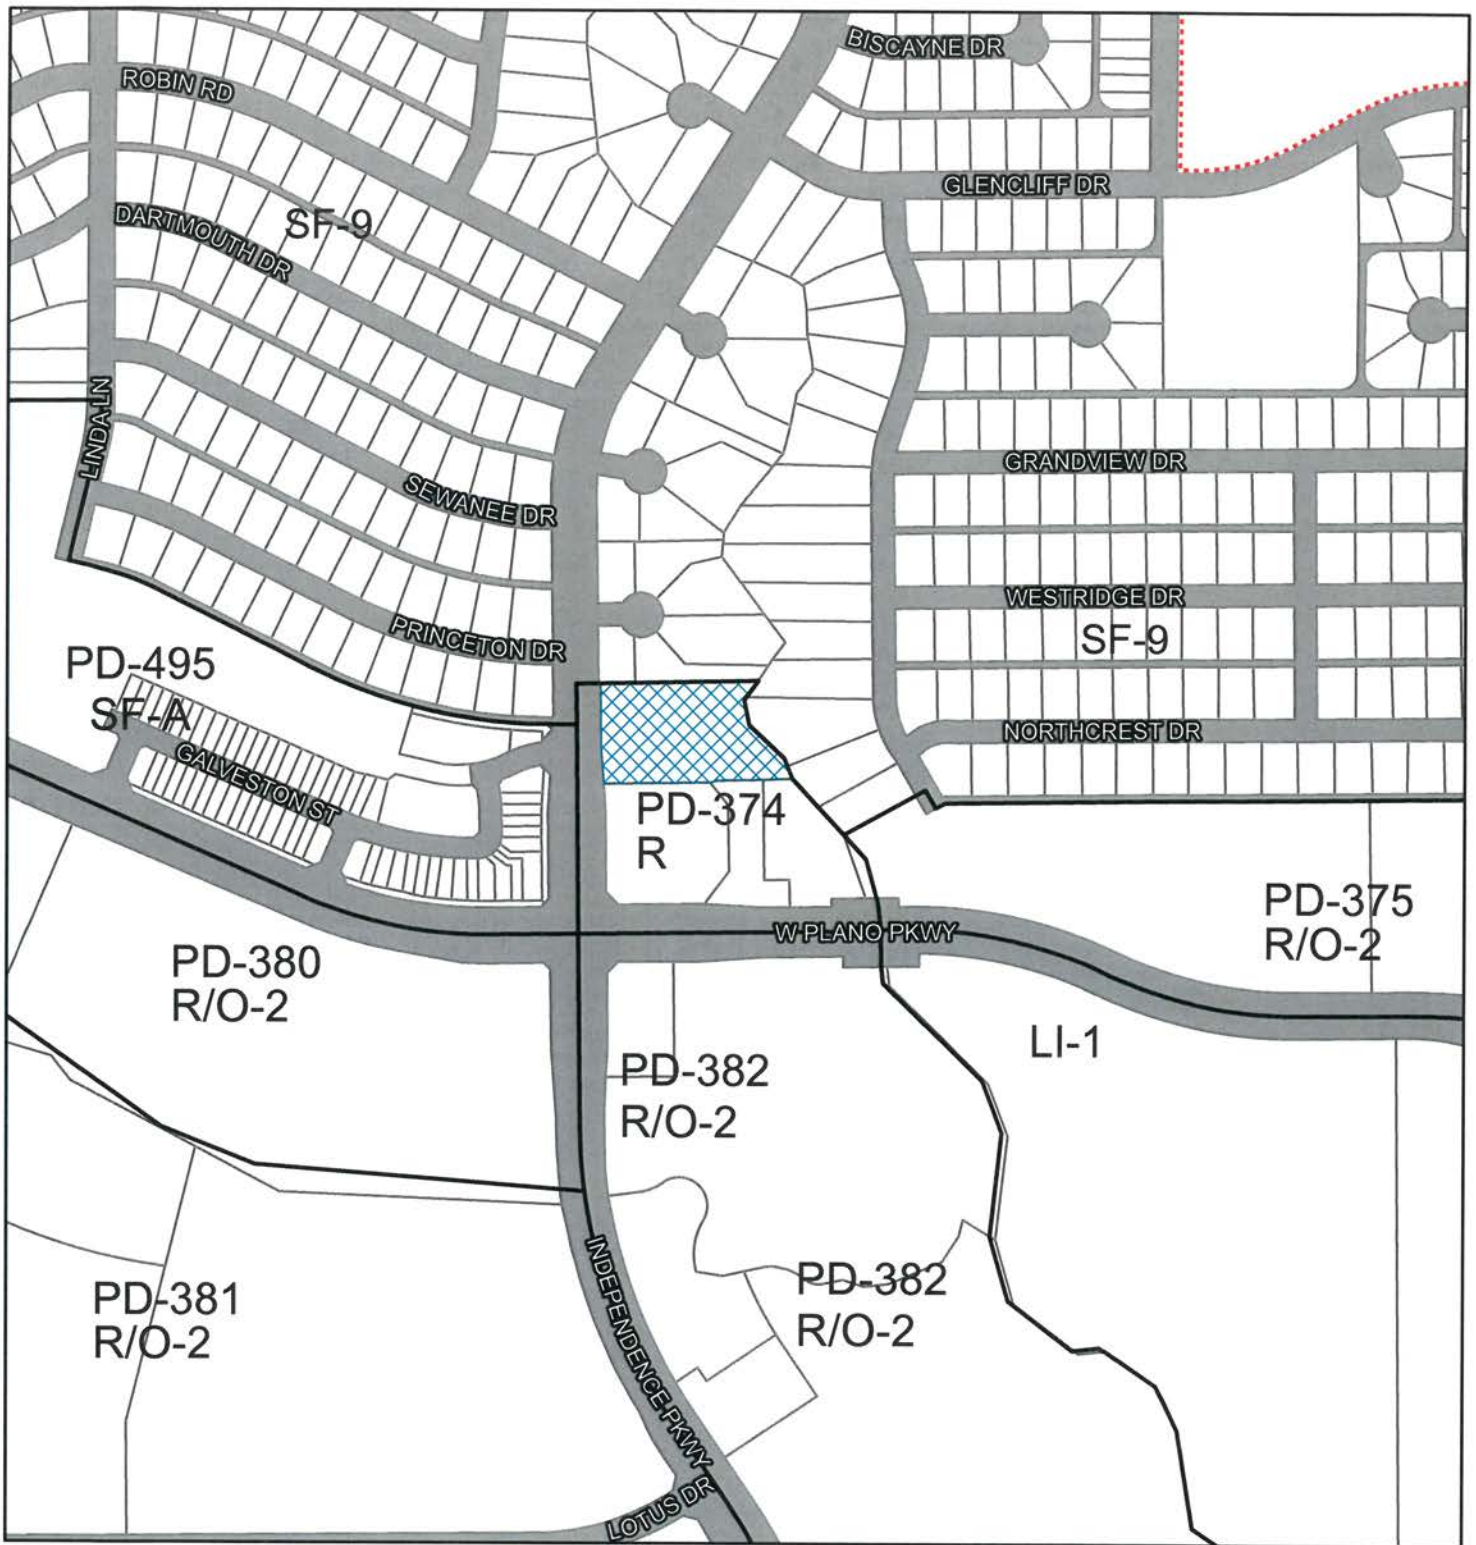 BISCAYNE DR
ROBIN RD
GLENCLIFF DR
SF-9
DARTMOUTH DR
LINDA LN
GRANDVIEW DR
SEWANEE DR
WESTRIDGE DR
SF-9
PRINCETON DR
PD-495
SF-A
NORTHCREST DR
GALVESTON ST
PD-374
R
PD-375
R/O-2
W PLANO PKWY
PD-380
R/O-2
LI-1
PD-382
R/O-2
INDEPENDENCE PKWY
PD-382
R/O-2
PD-381
R/O-2
LOTUS DR